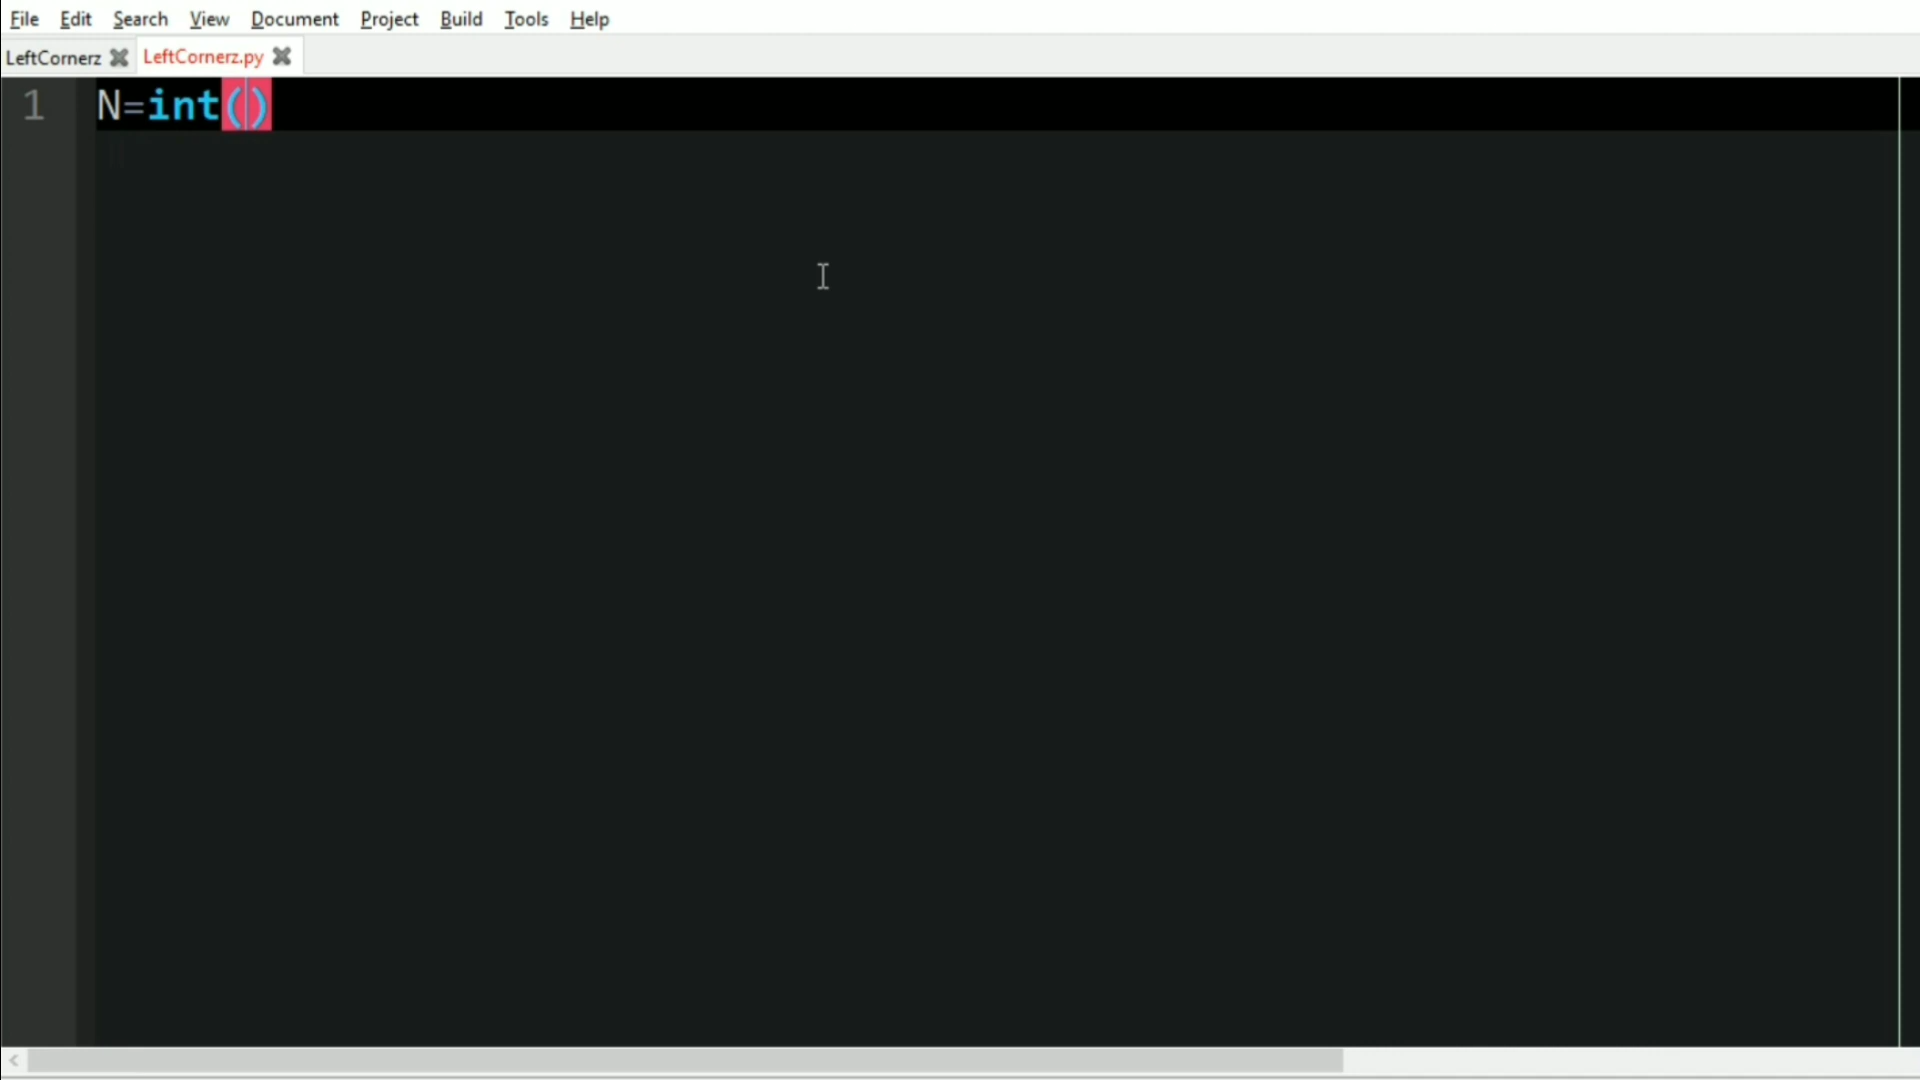 File Edit Search View Document Project Build Tools Help
LeftCornerz LeftCornerz.py
1 N=int()